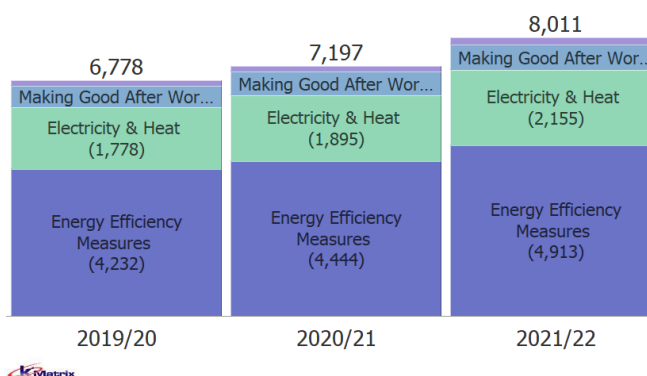 6,778
7,197
8,011
Making Good After Wor...
Electricity & Heat
(1,778)
Energy Efficiency
Measures
(4,232)
Making Good After Wor...
Electricity & Heat
(1,895)
Energy Efficiency
Measures
(4,444)
Making Good After Wor...
Electricity & Heat
(2,155)
Energy Efficiency
Measures
(4,913)
2019/20
2020/21
2021/22
kMatrix